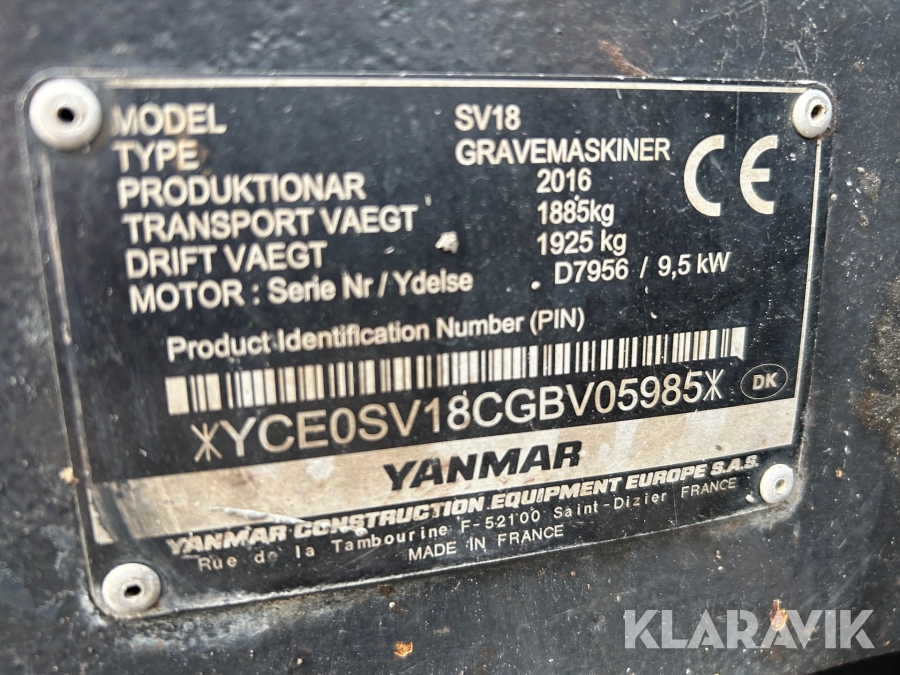 MODEL SV18
TYPE GRAVEMASKINER
PRODUKTIONAR 2016
TRANSPORT VAEGT 1885kg
DRIFT VAEGT 1925 kg
MOTOR : Serie Nr / Ydelse D7956 / 9,5 kW
CE
Product Identification Number (PIN)
*YCE0SV18CGBV05985*
DK
YANMAR
YANMAR CONSTRUCTION EQUIPMENT EUROPE S.A.S.
Rue de la Tambourine F-52100 Saint-Dizier FRANCE
MADE IN FRANCE
KLARAVIK